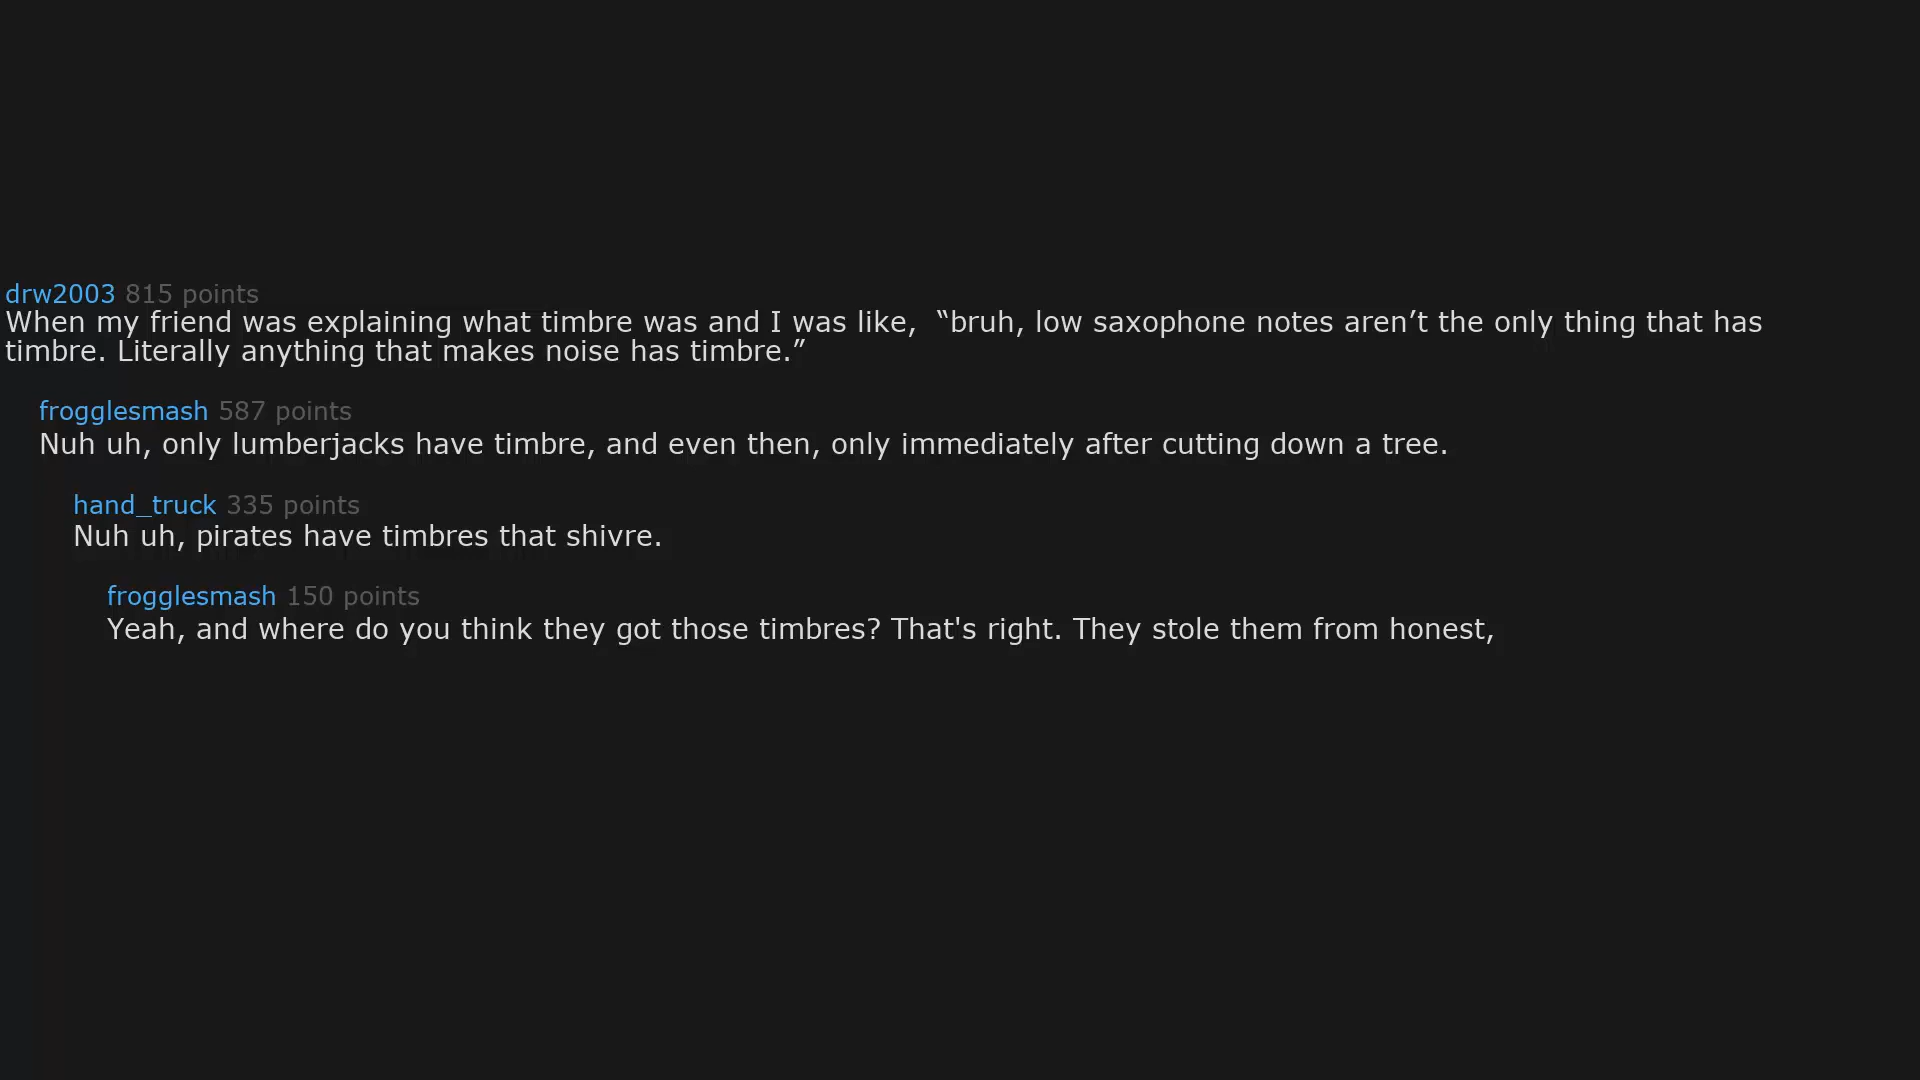 drw2003 815 points
When my friend was explaining what timbre was and I was like,  “bruh, low saxophone notes aren’t the only thing that has
timbre. Literally anything that makes noise has timbre.”
frogglesmash 587 points
Nuh uh, only lumberjacks have timbre, and even then, only immediately after cutting down a tree.
hand_truck 335 points
Nuh uh, pirates have timbres that shivre.
frogglesmash 150 points
Yeah, and where do you think they got those timbres? That's right. They stole them from honest,